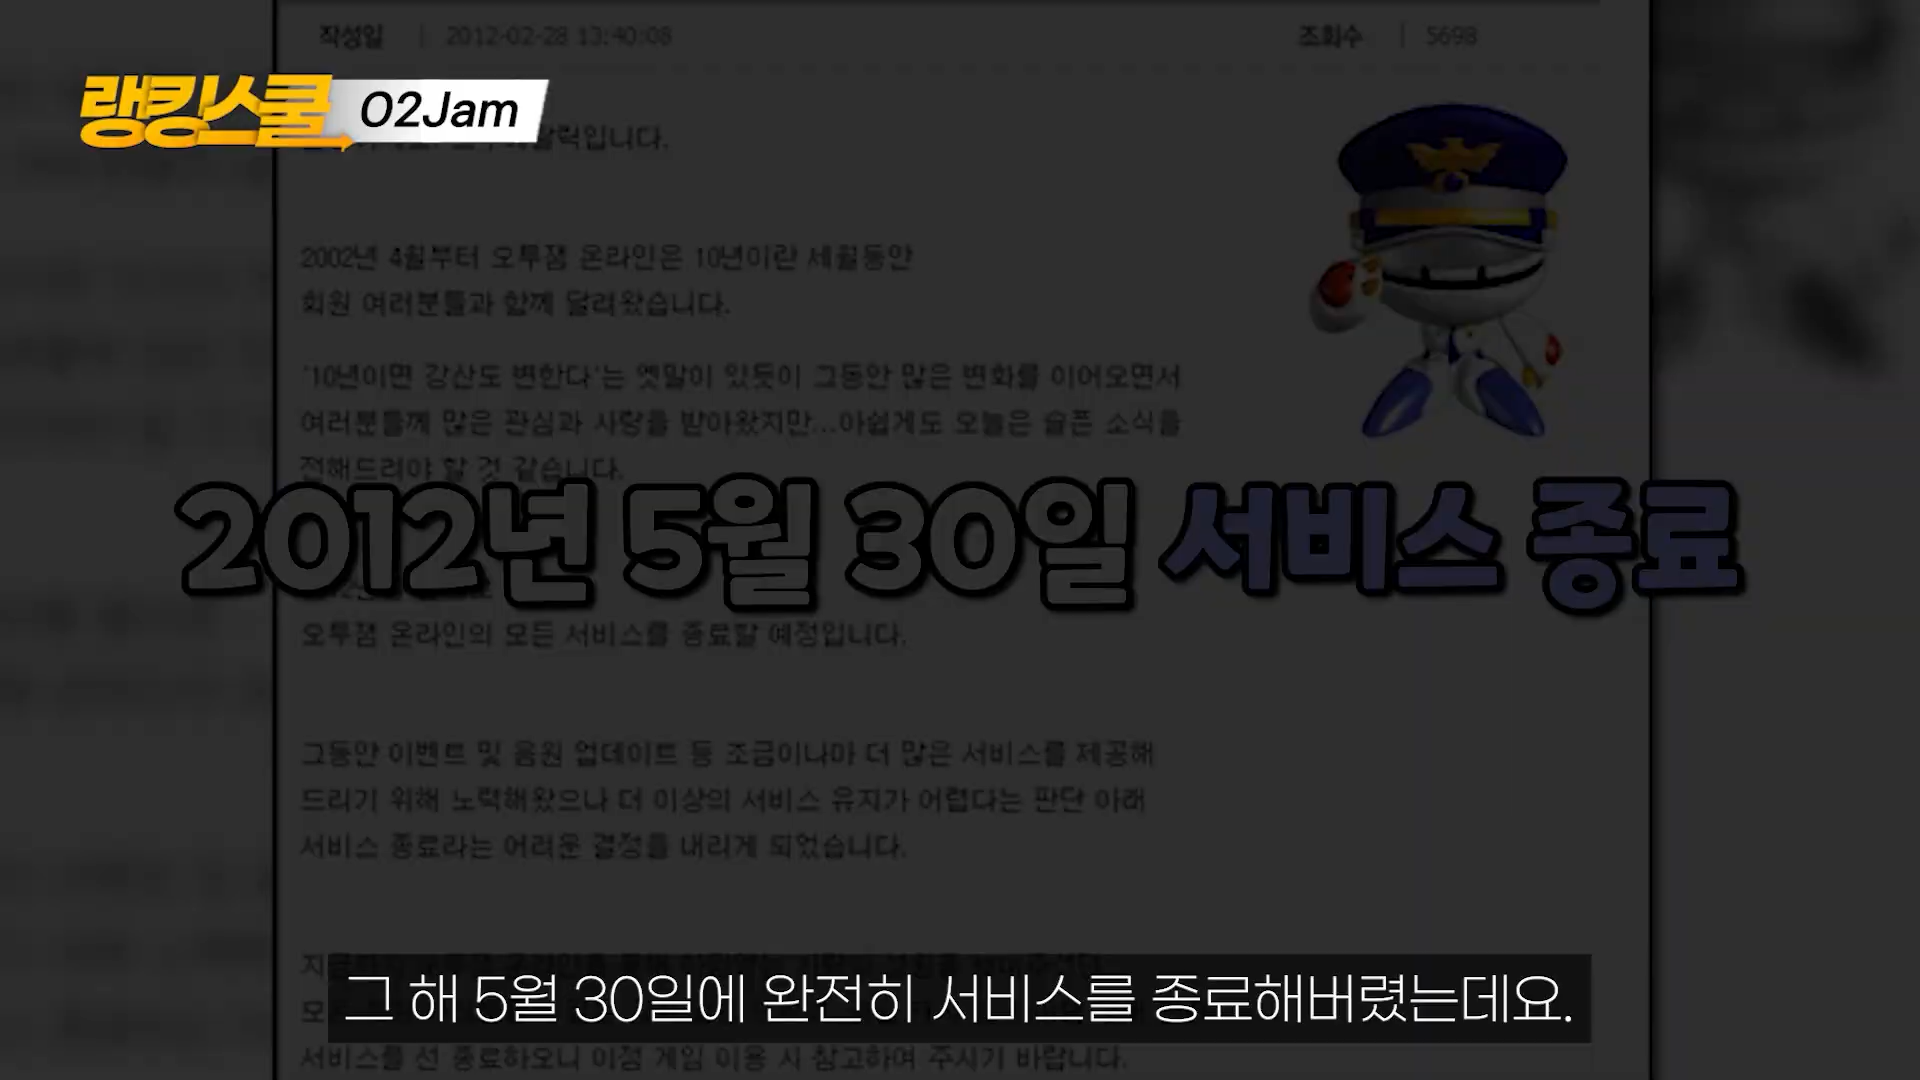 작성일 | 2012-02-28 13:40:08 조회수 | 5698
랭킹스쿨 O2Jam
달력입니다.
2002년 4월부터 오투잼 온라인은 10년이란 세월동안
회원 여러분들과 함께 달려왔습니다.
'10년이면 강산도 변한다'는 옛말이 있듯이 그동안 많은 변화를 이어오면서
여러분들께 많은 관심과 사랑을 받아왔지만...아쉽게도 오늘은 슬픈 소식을
전해드려야 할 것 같습니다.
2012년 5월 30일 서비스 종료
오투잼 온라인의 모든 서비스를 종료할 예정입니다.
그동안 이벤트 및 음원 업데이트 등 조금이나마 더 많은 서비스를 제공해
드리기 위해 노력해왔으나 더 이상의 서비스 유지가 어렵다는 판단 아래
서비스 종료라는 어려운 결정을 내리게 되었습니다.
그 해 5월 30일에 완전히 서비스를 종료해버렸는데요.
서비스를 선 종료하오니 이점 게임 이용 시 참고하여 주시기 바랍니다.